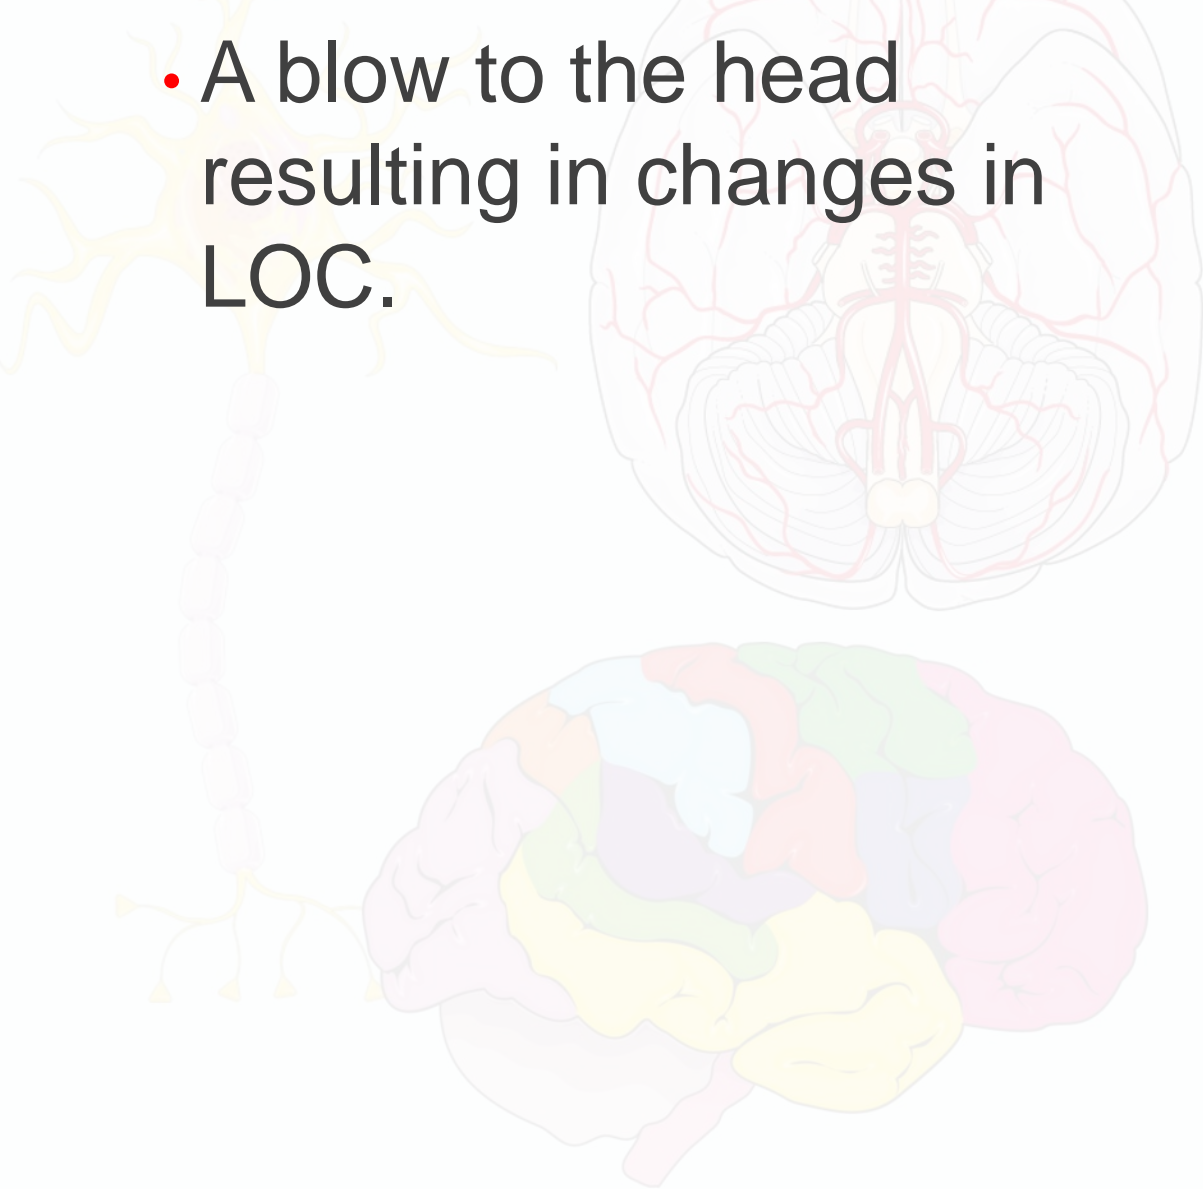 • A blow to the head
resulting in changes in
LOC.